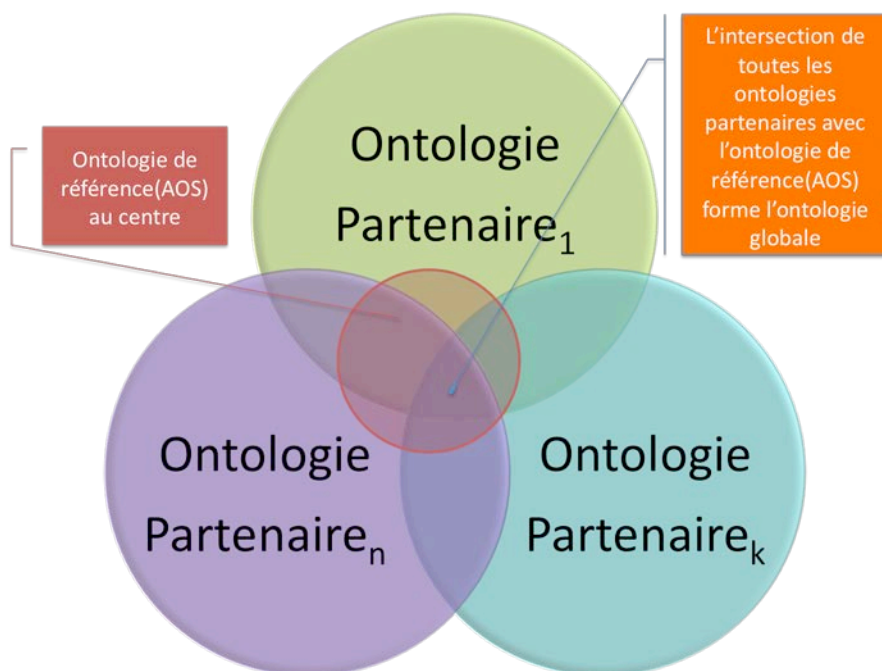 Ontologie de
référence(AOS)
au centre
Ontologie
Partenaire₁
L'intersection de
toutes les
ontologies
partenaires avec
l'ontologie de
référence(AOS)
forme l'ontologie
globale
Ontologie
Partenaireₙ
Ontologie
Partenaireₖ